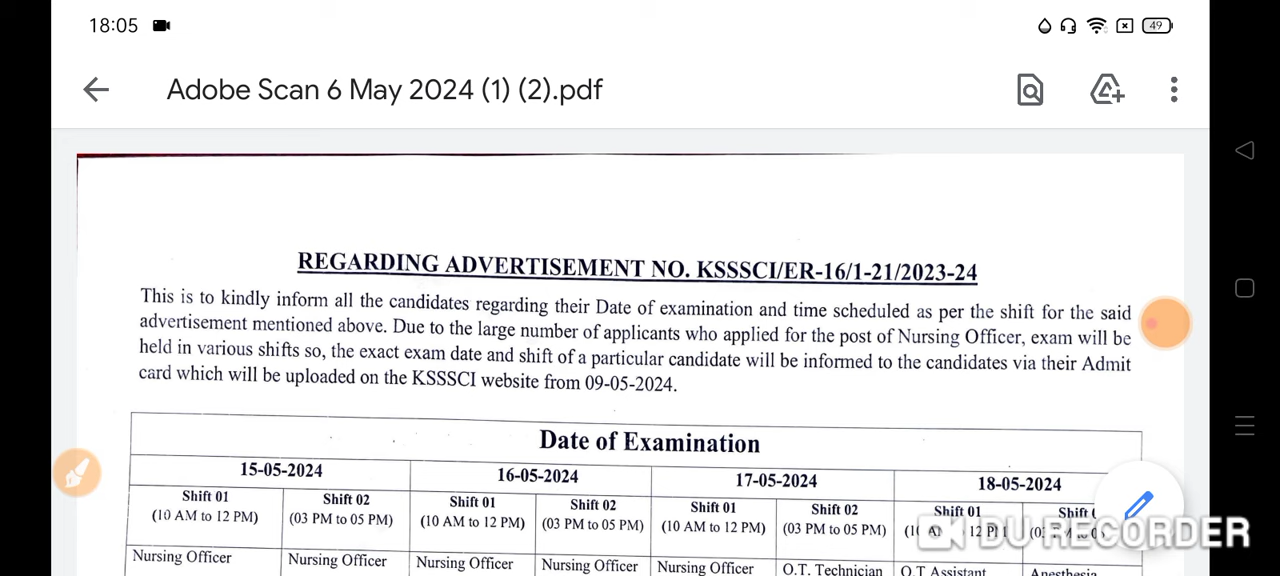 18:05
49
Adobe Scan 6 May 2024 (1) (2).pdf
REGARDING ADVERTISEMENT NO. KSSSCI/ER-16/1-21/2023-24
This is to kindly inform all the candidates regarding their Date of examination and time scheduled as per the shift for the said
advertisement mentioned above. Due to the large number of applicants who applied for the post of Nursing Officer, exam will be
held in various shifts so, the exact exam date and shift of a particular candidate will be informed to the candidates via their Admit
card which will be uploaded on the KSSSCI website from 09-05-2024.
Date of Examination
15-05-2024 16-05-2024 17-05-2024 18-05-2024
Shift 01 Shift 02 Shift 01 Shift 02 Shift 01 Shift 02 Shift 01 Shift
(10 AM to 12 PM) (03 PM to 05 PM) (10 AM to 12 PM) (03 PM to 05 PM) (10 AM to 12 PM) (03 PM to 05 PM)
DU RECORDER
Nursing Officer Nursing Officer Nursing Officer Nursing Officer Nursing Officer O.T. Technician O.T Assistant Anesthesia